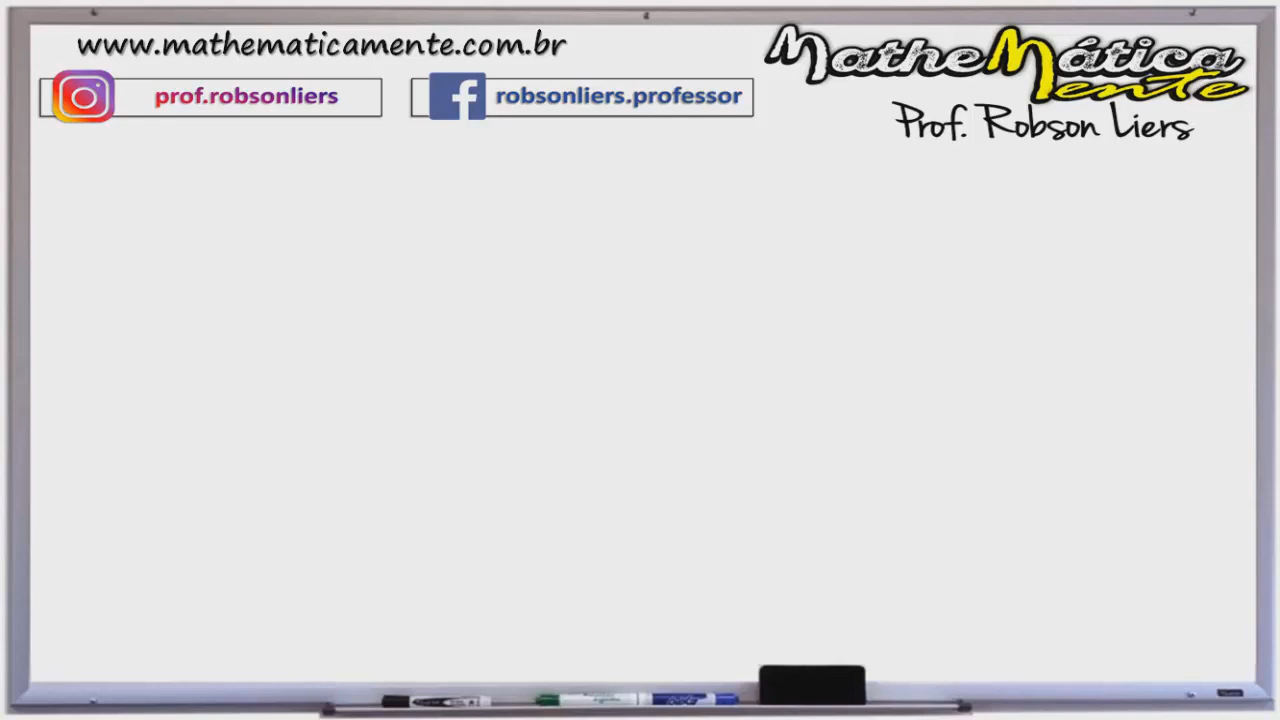 www.mathematicamente.com.br
prof.robsonliers
robsonliers.professor
MatheMática
mente
Prof. Robson Liers